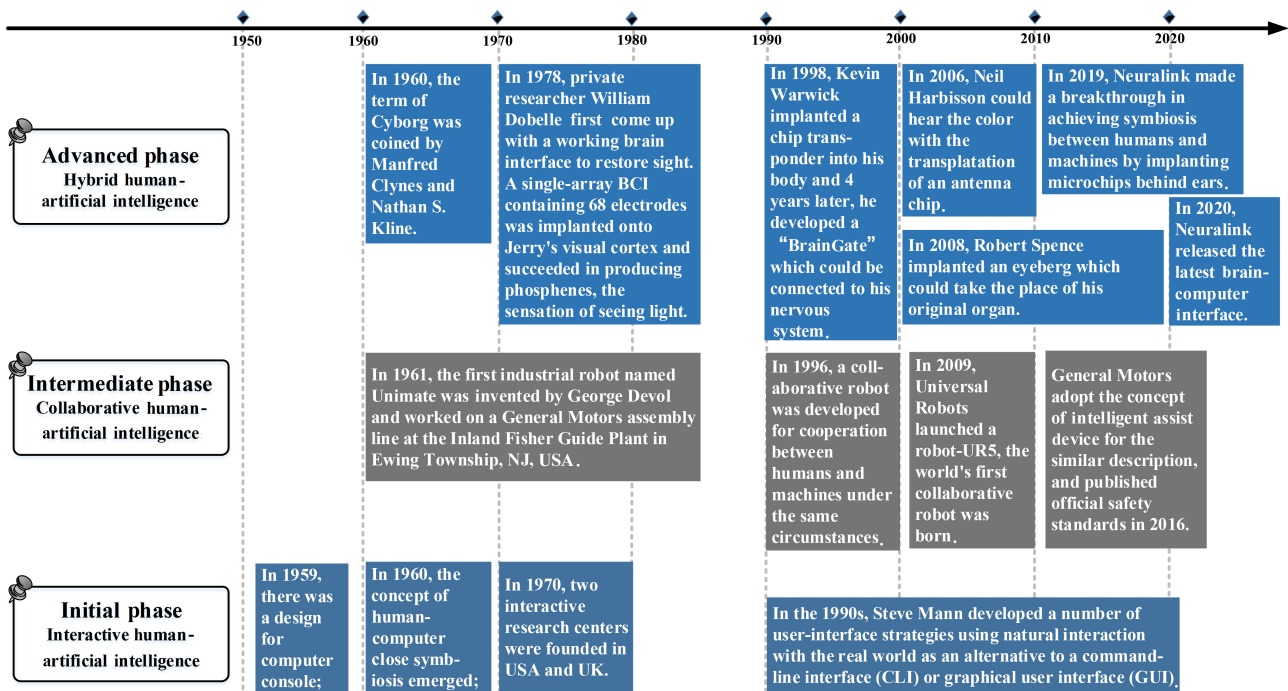 1950 1960 1970 1980 1990 2000 2010 2020
Advanced phase
Hybrid human-
artificial intelligence
In 1960, the
term of
Cyborg was
coined by
Manfred
Clynes and
Nathan S.
Kline.
In 1978, private
researcher William
Dobelle first come up
with a working brain
interface to restore sight.
A single-array BCI
containing 68 electrodes
was implanted onto
Jerry's visual cortex and
succeeded in producing
phosphenes, the
sensation of seeing light.
In 1998, Kevin
Warwick
implanted a
chip trans-
ponder into his
body and 4
years later, he
developed a
“BrainGate”
which could be
connected to his
nervous
system.
In 2006, Neil
Harbisson could
hear the color
with the
transplatation
of an antenna
chip.
In 2008, Robert Spence
implanted an eyeberg which
could take the place of his
original organ.
In 2019, Neuralink made
a breakthrough in
achieving symbiosis
between humans and
machines by implanting
microchips behind ears.
In 2020,
Neuralink
released the
latest brain-
computer
interface.
Intermediate phase
Collaborative human-
artificial intelligence
In 1961, the first industrial robot named
Unimate was invented by George Devol
and worked on a General Motors assembly
line at the Inland Fisher Guide Plant in
Ewing Township, NJ, USA.
In 1996, a coll-
aborative robot
was developed
for cooperation
between
humans and
machines under
the same
circumstances.
In 2009,
Universal
Robots
launched a
robot-UR5, the
world's first
collaborative
robot was
born.
General Motors
adopt the concept
of intelligent assist
device for the
similar description,
and published
official safety
standards in 2016.
Initial phase
Interactive human-
artificial intelligence
In 1959,
there was
a design
for
computer
console;
In 1960, the
concept of
human-
computer
close symb-
iosis emerged;
In 1970, two
interactive
research centers
were founded in
USA and UK.
In the 1990s, Steve Mann developed a number of
user-interface strategies using natural interaction
with the real world as an alternative to a command-
line interface (CLI) or graphical user interface (GUI).